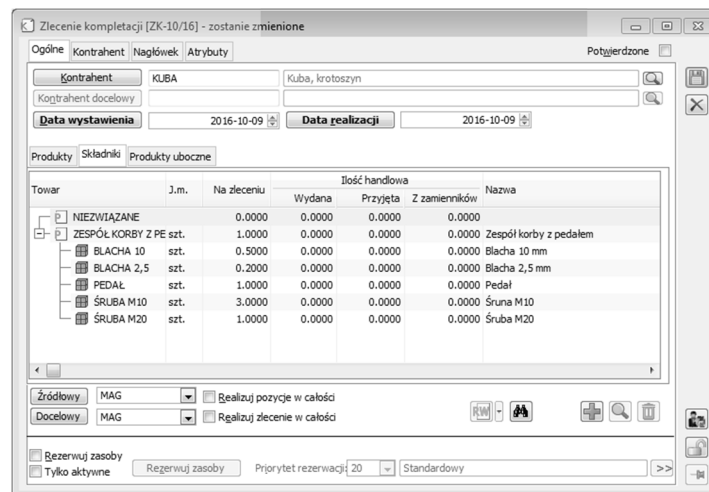 Zlecenie kompletacji [ZK-10/16] - zostanie zmienione
Ogólne Kontrahent Nagłówek Atrybuty Potwierdzone
Kontrahent KUBA Kuba, krotoszyn
Kontrahent docelowy
Data wystawienia 2016-10-09 Data realizacji 2016-10-09
Produkty Składniki Produkty uboczne
Ilość handlowa
Towar J.m. Na zleceniu Wydana Przyjęta Z zamienników Nazwa
NIEZWIĄZANE 0.0000 0.0000 0.0000 0.0000
ZESPÓŁ KORBY Z PE szt. 1.0000 0.0000 0.0000 0.0000 Zespół korby z pedałem
BLACHA 10 szt. 0.5000 0.0000 0.0000 0.0000 Blacha 10 mm
BLACHA 2,5 szt. 0.2000 0.0000 0.0000 0.0000 Blacha 2,5 mm
PEDAŁ szt. 1.0000 0.0000 0.0000 0.0000 Pedał
ŚRUBA M10 szt. 3.0000 0.0000 0.0000 0.0000 Śruna M10
ŚRUBA M20 szt. 1.0000 0.0000 0.0000 0.0000 Śruba M20
Źródłowy MAG Realizuj pozycje w całości
Docelowy MAG Realizuj zlecenie w całości
RW
Rezerwuj zasoby
Tylko aktywne Rezerwuj zasoby Priorytet rezerwacji: 20 Standardowy >>